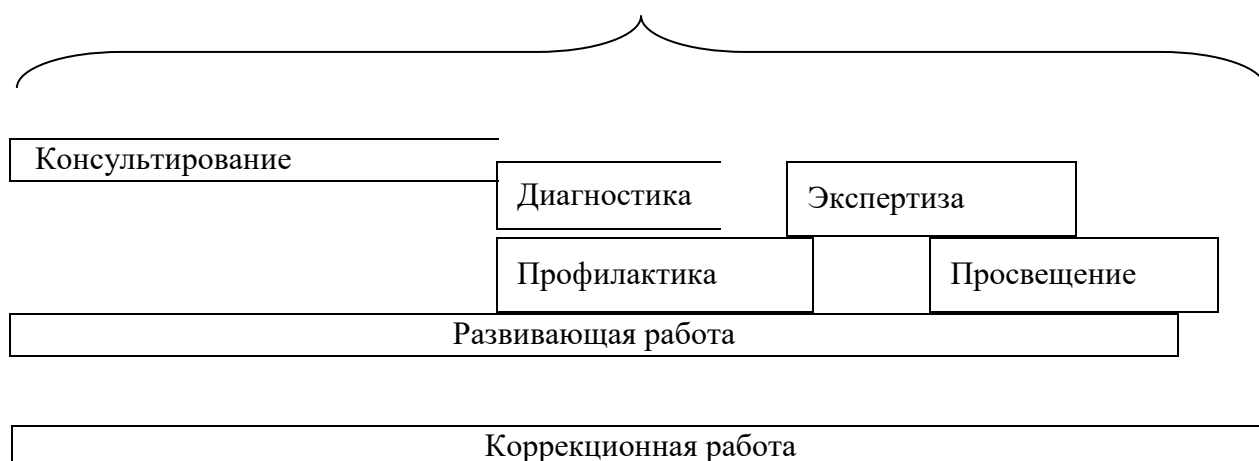 Консультирование
Диагностика
Экспертиза
Профилактика
Просвещение
Развивающая работа
Коррекционная работа